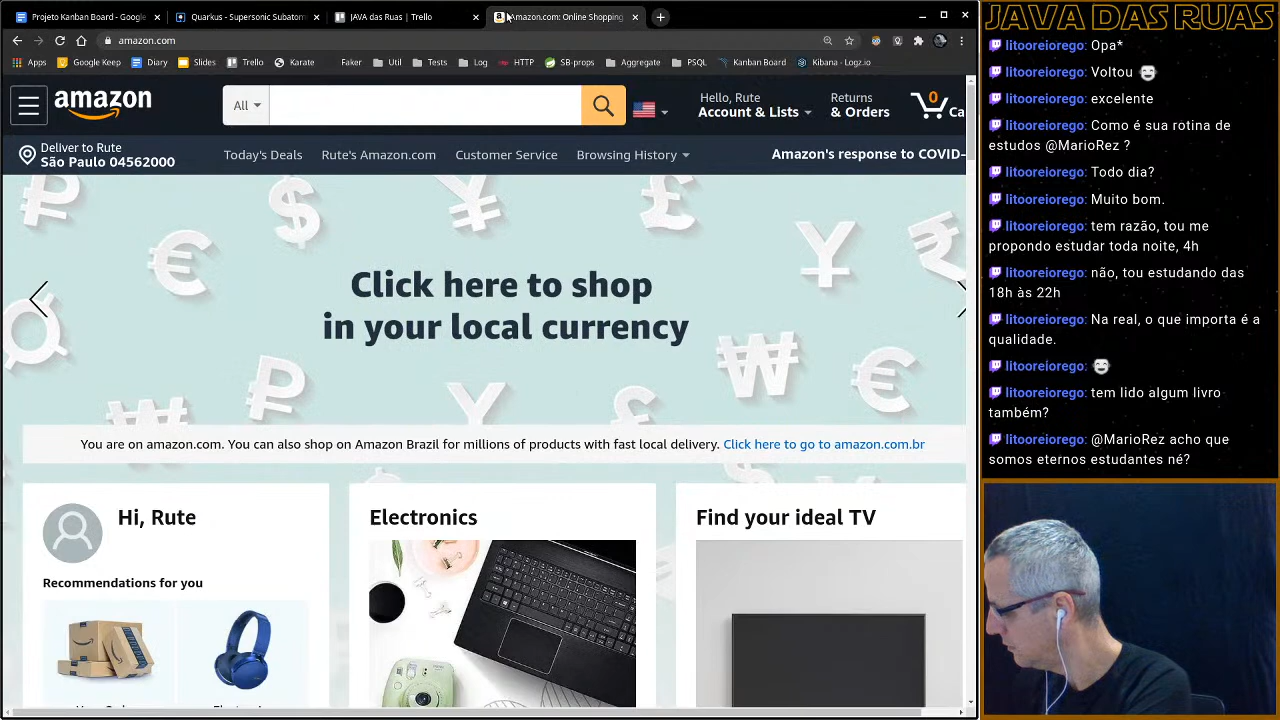 Projeto Kanban Board - Google
Quarkus - Supersonic Subatom
JAVA das Ruas | Trello
Amazon.com: Online Shopping
amazon.com
Apps
Google Keep
Diary
Slides
Trello
Karate
Faker
Util
Tests
Log
HTTP
SB-props
Aggregate
PSQL
Kanban Board
Kibana - Logz.io
amazon
All
Hello, Rute
Account & Lists
Returns
& Orders
0
Ca
Deliver to Rute
São Paulo 04562000
Today's Deals
Rute's Amazon.com
Customer Service
Browsing History
Amazon's response to COVID-
Click here to shop
in your local currency
You are on amazon.com. You can also shop on Amazon Brazil for millions of products with fast local delivery. Click here to go to amazon.com.br
Hi, Rute
Recommendations for you
Electronics
Find your ideal TV
JAVA DAS RUAS
litooreiorego: Opa*
litooreiorego: Voltou
litooreiorego: excelente
litooreiorego: Como é sua rotina de
estudos @MarioRez ?
litooreiorego: Todo dia?
litooreiorego: Muito bom.
litooreiorego: tem razão, tou me
propondo estudar toda noite, 4h
litooreiorego: não, tou estudando das
18h às 22h
litooreiorego: Na real, o que importa é a
qualidade.
litooreiorego:
litooreiorego: tem lido algum livro
também?
litooreiorego: @MarioRez acho que
somos eternos estudantes né?